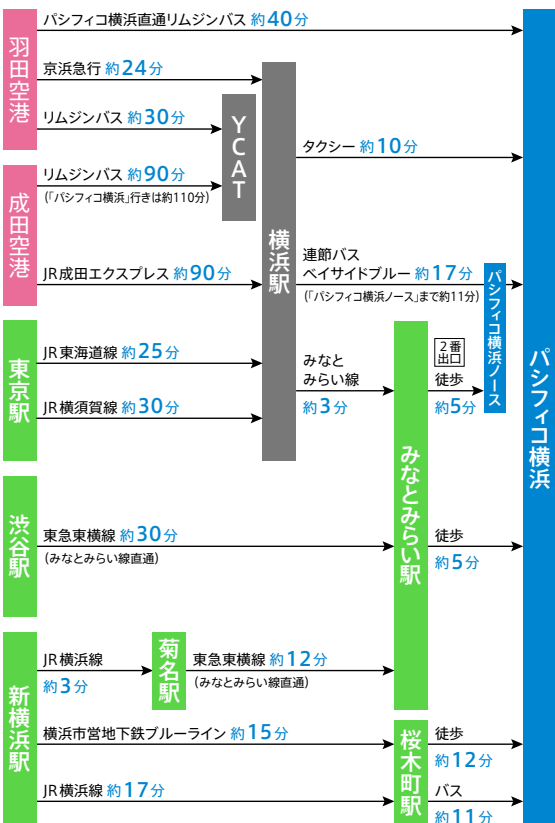 羽田空港
パシフィコ横浜直通リムジンバス 約40分
京浜急行 約24分
リムジンバス 約30分
YCAT
タクシー 約10分
成田空港
リムジンバス 約90分
(「パシフィコ横浜」行きは約110分)
JR成田エクスプレス 約90分
横浜駅
連節バス
ベイサイドブルー 約17分
(「パシフィコ横浜ノース」まで約11分)
パシフィコ横浜ノース
パシフィコ横浜
東京駅
JR東海道線 約25分
JR横須賀線 約30分
みなと
みらい線
約3分
2番
出口
徒歩
約5分
みなとみらい駅
渋谷駅
東急東横線 約30分
(みなとみらい線直通)
徒歩
約5分
新横浜駅
JR横浜線
約3分
菊名駅
東急東横線 約12分
(みなとみらい線直通)
横浜市営地下鉄ブルーライン 約15分
桜木町駅
徒歩
約12分
JR横浜線 約17分
バス
約11分